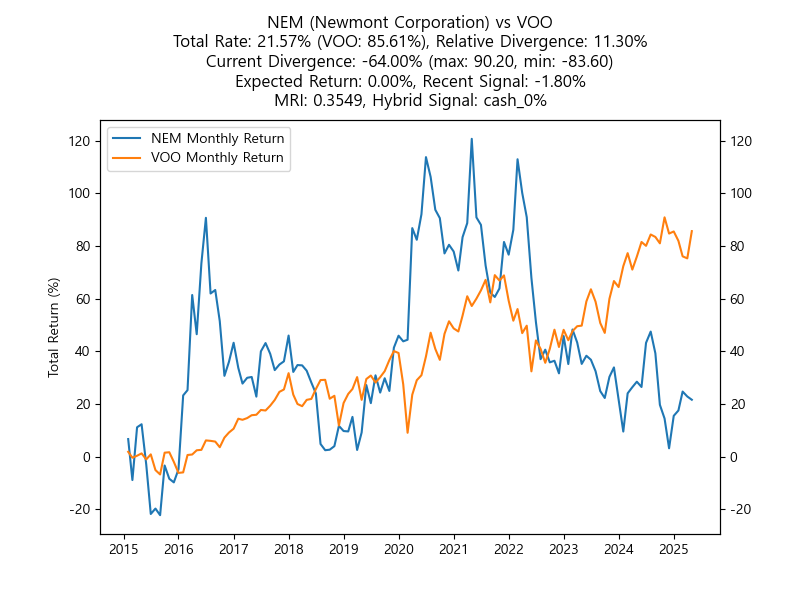 NEM (Newmont Corporation) vs VOO
Total Rate: 21.57% (VOO: 85.61%), Relative Divergence: 11.30%
Current Divergence: -64.00% (max: 90.20, min: -83.60)
Expected Return: 0.00%, Recent Signal: -1.80%
MRI: 0.3549, Hybrid Signal: cash_0%
NEM Monthly Return
VOO Monthly Return
Total Return (%)
120
100
80
60
40
20
0
-20
120
100
80
60
40
20
0
-20
2015 2016 2017 2018 2019 2020 2021 2022 2023 2024 2025